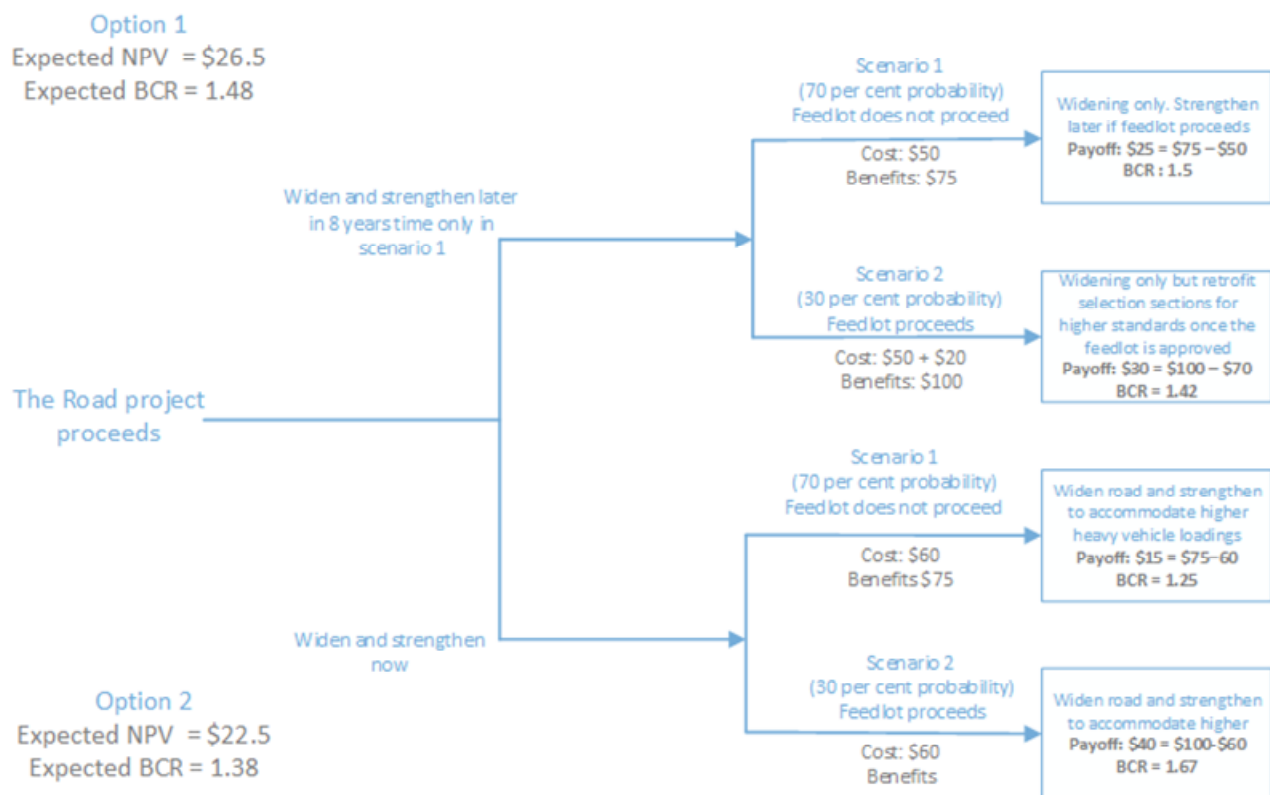 Option 1
Expected NPV = $26.5
Expected BCR = 1.48
Scenario 1
(70 per cent probability)
Feedlot does not proceed
Cost: $50
Benefits: $75
Widening only. Strengthen
later if feedlot proceeds
Payoff: $25 = $75 – $50
BCR : 1.5
Widen and strengthen later
in 8 years time only in
scenario 1
Scenario 2
(30 per cent probability)
Feedlot proceeds
Cost: $50 + $20
Benefits: $100
Widening only but retrofit
selection sections for
higher standards once the
feedlot is approved
Payoff: $30 = $100 – $70
BCR = 1.42
The Road project
proceeds
Scenario 1
(70 per cent probability)
Feedlot does not proceed
Cost: $60
Benefits $75
Widen road and strengthen
to accommodate higher
heavy vehicle loadings
Payoff: $15 = $75–60
BCR = 1.25
Widen and strengthen
now
Scenario 2
(30 per cent probability)
Feedlot proceeds
Cost: $60
Benefits
Widen road and strengthen
to accommodate higher
Payoff: $40 = $100-$60
BCR = 1.67
Option 2
Expected NPV = $22.5
Expected BCR = 1.38